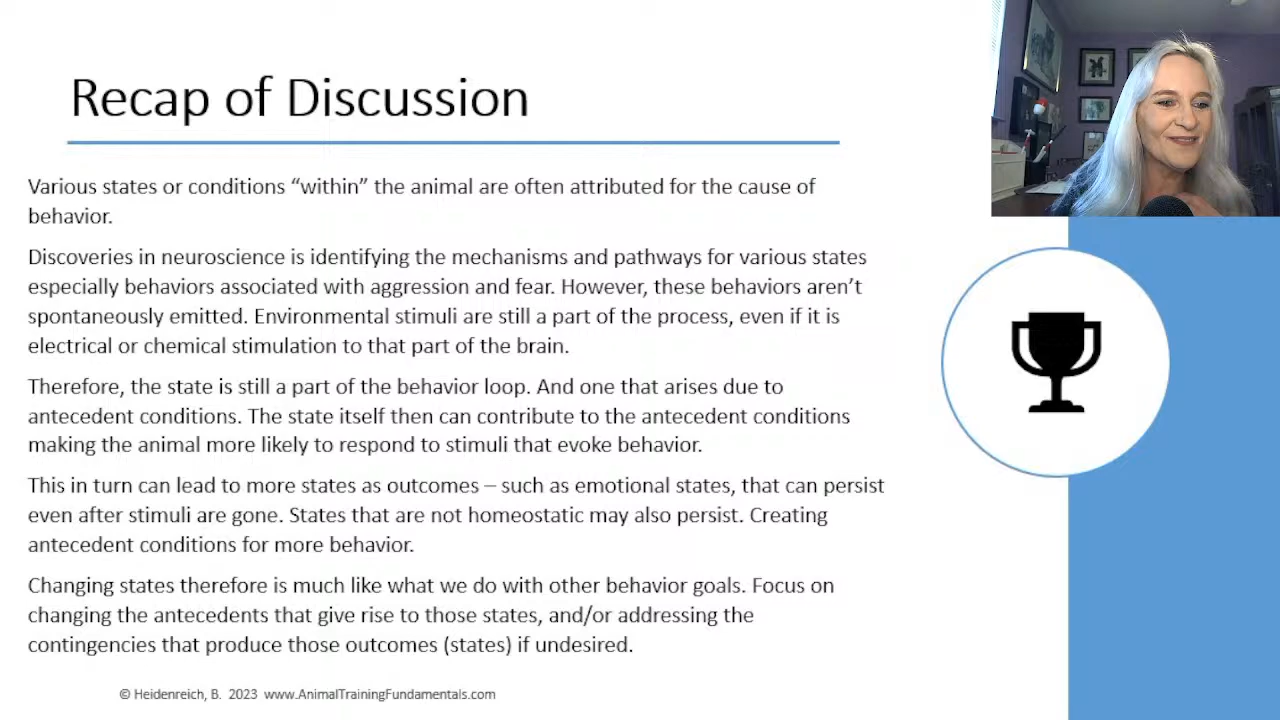 Recap of Discussion
Various states or conditions “within” the animal are often attributed for the cause of
behavior.
Discoveries in neuroscience is identifying the mechanisms and pathways for various states
especially behaviors associated with aggression and fear. However, these behaviors aren’t
spontaneously emitted. Environmental stimuli are still a part of the process, even if it is
electrical or chemical stimulation to that part of the brain.
Therefore, the state is still a part of the behavior loop. And one that arises due to
antecedent conditions. The state itself then can contribute to the antecedent conditions
making the animal more likely to respond to stimuli that evoke behavior.
This in turn can lead to more states as outcomes – such as emotional states, that can persist
even after stimuli are gone. States that are not homeostatic may also persist. Creating
antecedent conditions for more behavior.
Changing states therefore is much like what we do with other behavior goals. Focus on
changing the antecedents that give rise to those states, and/or addressing the
contingencies that produce those outcomes (states) if undesired.
© Heidenreich, B. 2023 www.AnimalTrainingFundamentals.com